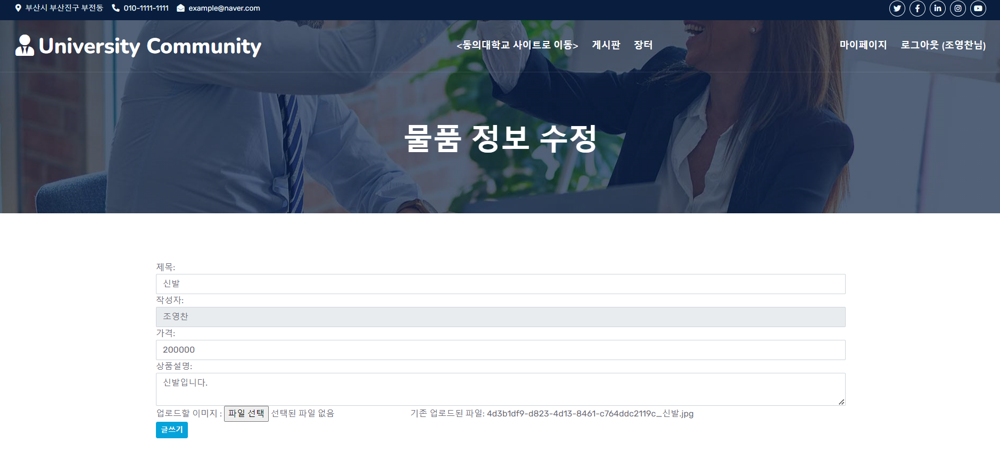 부산시 부산진구 부전동 010-1111-1111 example@naver.com
University Community <동의대학교 사이트로 이동> 게시판 장터 마이페이지 로그아웃 (조영찬님)
물품 정보 수정
제목:
신발
작성자:
조영찬
가격:
200000
상품설명:
신발입니다.
업로드할 이미지 : 파일 선택 선택된 파일 없음 기존 업로드된 파일: 4d3b1df9-d823-4d13-8461-c764ddc2119c_신발.jpg
글쓰기